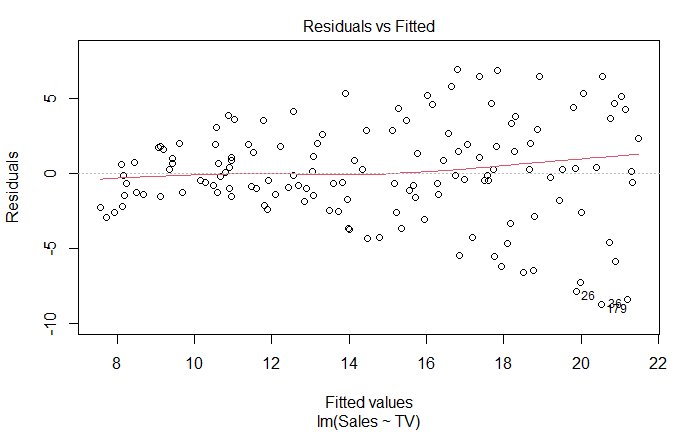 Residuals vs Fitted
Residuals
5
0
-5
-10
26
36
179
8 10 12 14 16 18 20 22
Fitted values
lm(Sales ~ TV)